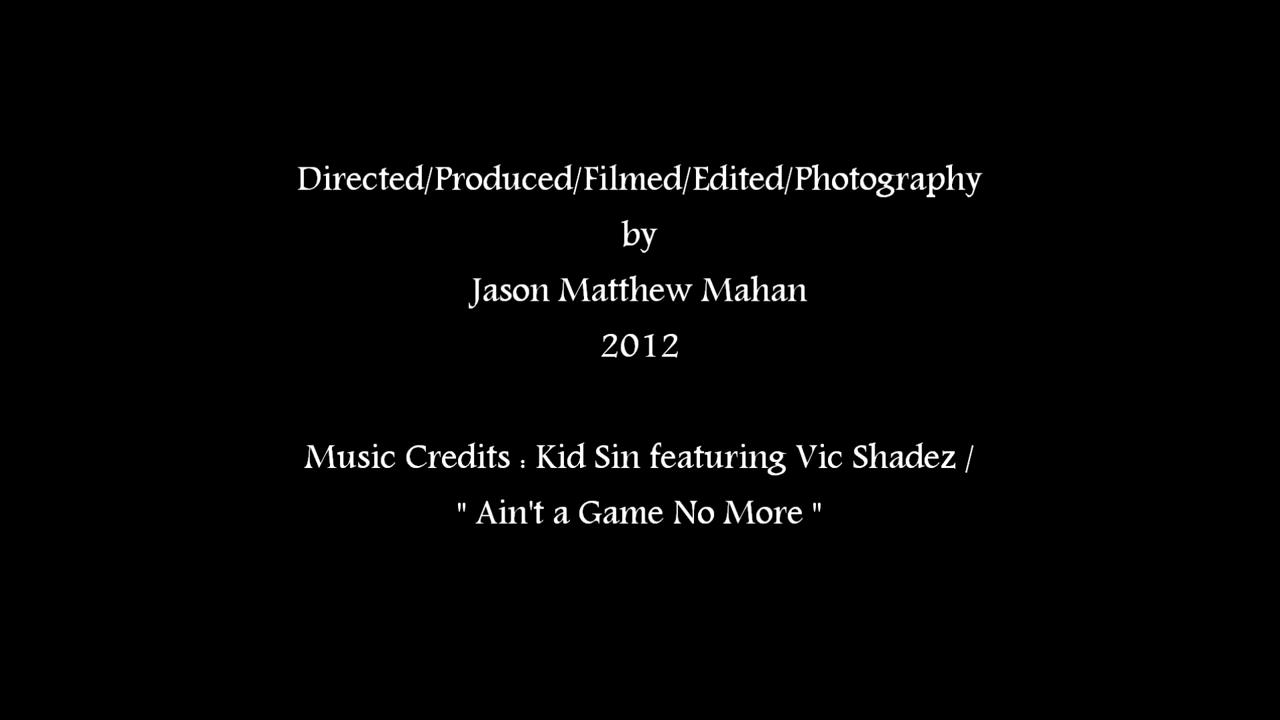 Directed/Produced/Filmed/Edited/Photography
by
Jason Matthew Mahan
2012
Music Credits : Kid Sin featuring Vic Shadez /
" Ain't a Game No More "